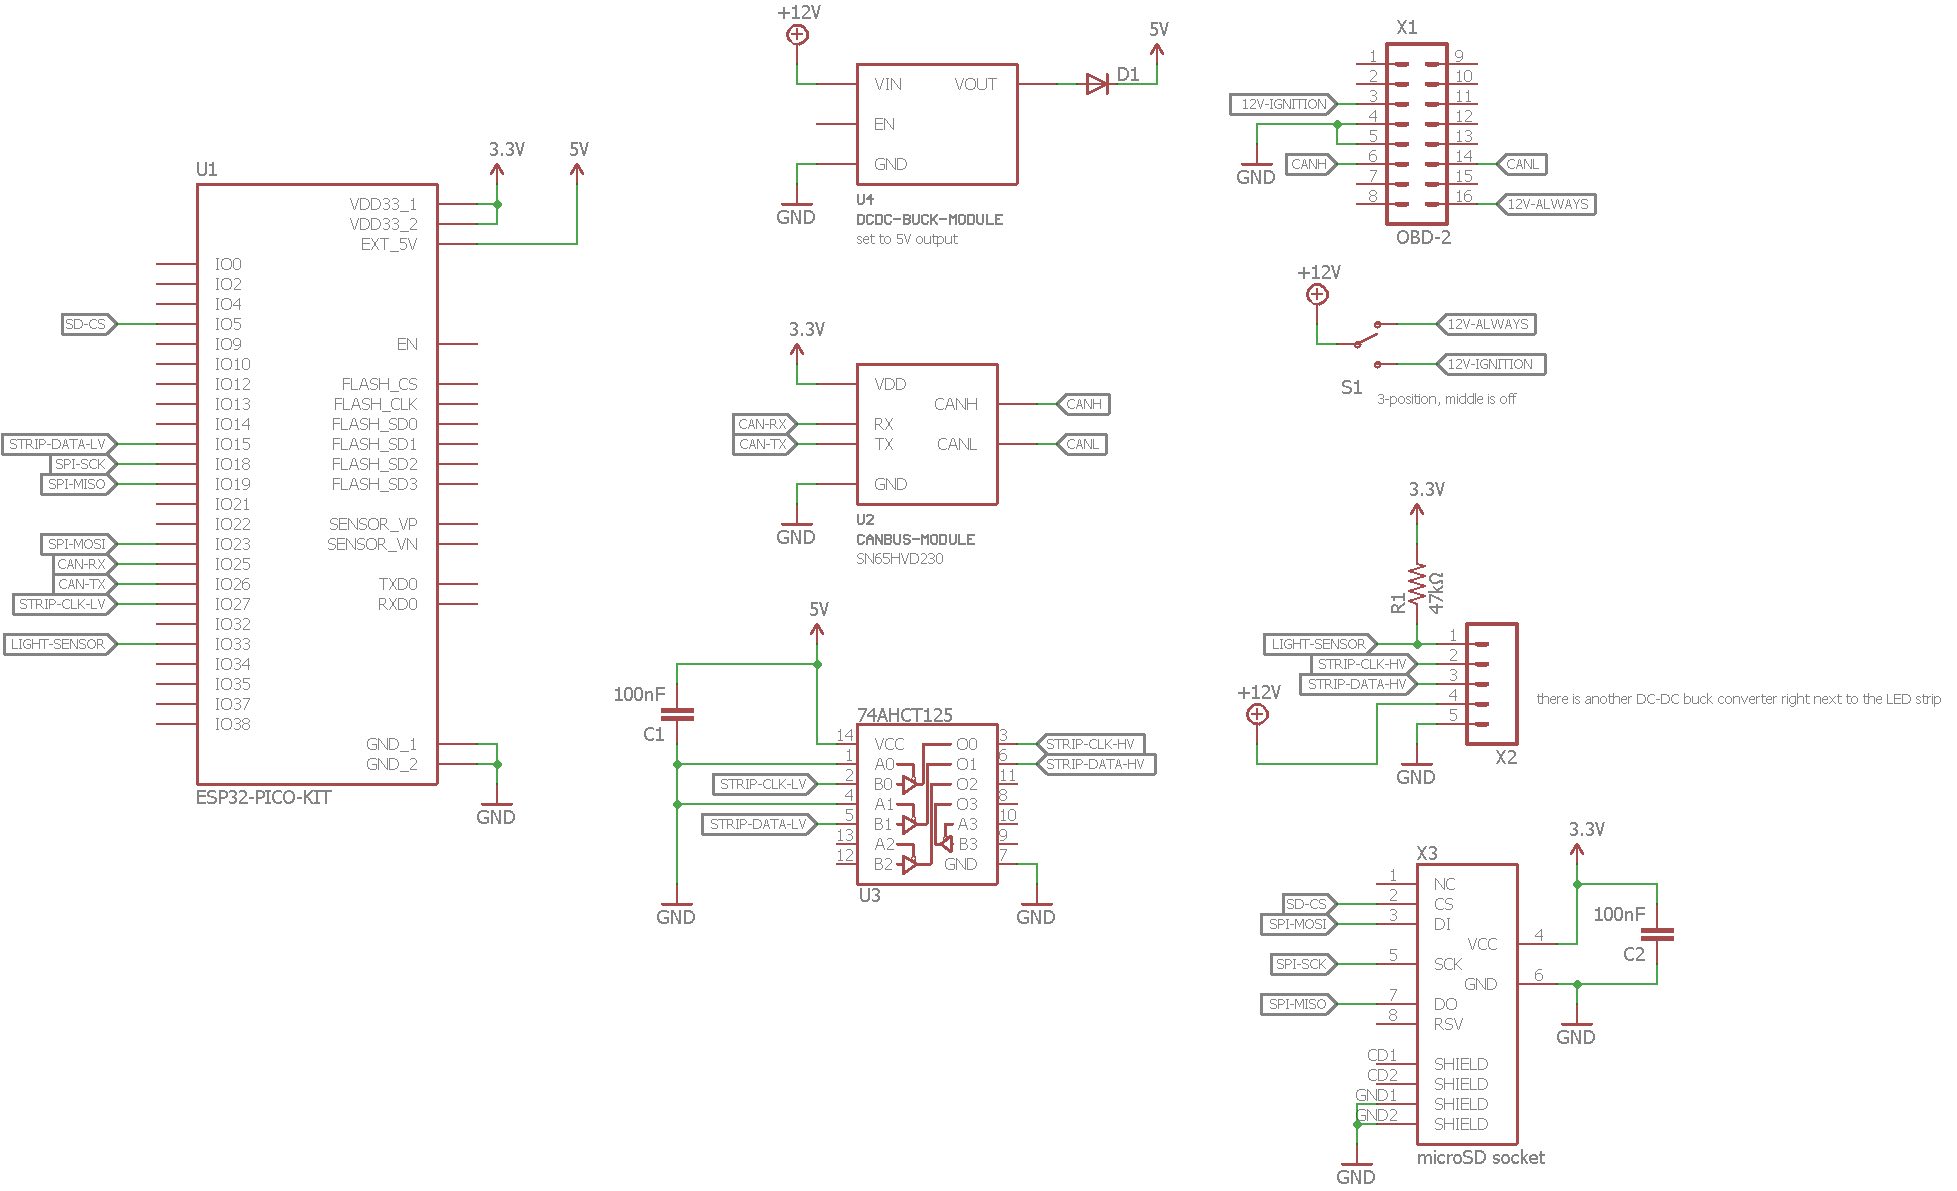 U1
3.3V
5V
VDD33_1
VDD33_2
EXT_5V
IO0
IO2
IO4
SD-CS
IO5
IO9
EN
IO10
IO12
FLASH_CS
IO13
FLASH_CLK
IO14
FLASH_SD0
STRIP-DATA-LV
IO15
FLASH_SD1
SPI-SCK
IO18
FLASH_SD2
SPI-MISO
IO19
FLASH_SD3
IO21
IO22
SENSOR_VP
SPI-MOSI
IO23
SENSOR_VN
CAN-RX
IO25
CAN-TX
IO26
TXD0
STRIP-CLK-LV
IO27
RXD0
IO32
LIGHT-SENSOR
IO33
IO34
IO35
IO37
IO38
GND_1
GND_2
ESP32-PICO-KIT
GND
+12V
5V
VIN
VOUT
D1
EN
GND
GND
U4
DCDC-BUCK-MODULE
set to 5V output
3.3V
VDD
CANH
CANH
CAN-RX
RX
CAN-TX
TX
CANL
CANL
GND
GND
U2
CANBUS-MODULE
SN65HVD230
5V
100nF
C1
74AHCT125
14
VCC
O0
3
STRIP-CLK-HV
1
A0
O1
6
STRIP-DATA-HV
STRIP-CLK-LV
2
B0
O2
11
4
A1
O3
8
STRIP-DATA-LV
5
B1
A3
10
13
A2
B3
9
12
B2
GND
7
U3
GND
GND
X1
1
9
2
10
12V-IGNITION
3
11
4
12
5
13
GND
CANH
6
14
CANL
7
15
8
16
12V-ALWAYS
OBD-2
+12V
12V-ALWAYS
12V-IGNITION
S1
3-position, middle is off
3.3V
R1
47kΩ
LIGHT-SENSOR
1
STRIP-CLK-HV
2
STRIP-DATA-HV
3
+12V
4
5
there is another DC-DC buck converter right next to the LED strip
X2
GND
3.3V
X3
1
NC
SD-CS
2
CS
SPI-MOSI
3
DI
VCC
4
100nF
C2
SPI-SCK
5
SCK
GND
6
SPI-MISO
7
DO
8
RSV
GND
CD1
SHIELD
CD2
SHIELD
GND1
SHIELD
GND2
SHIELD
microSD socket
GND